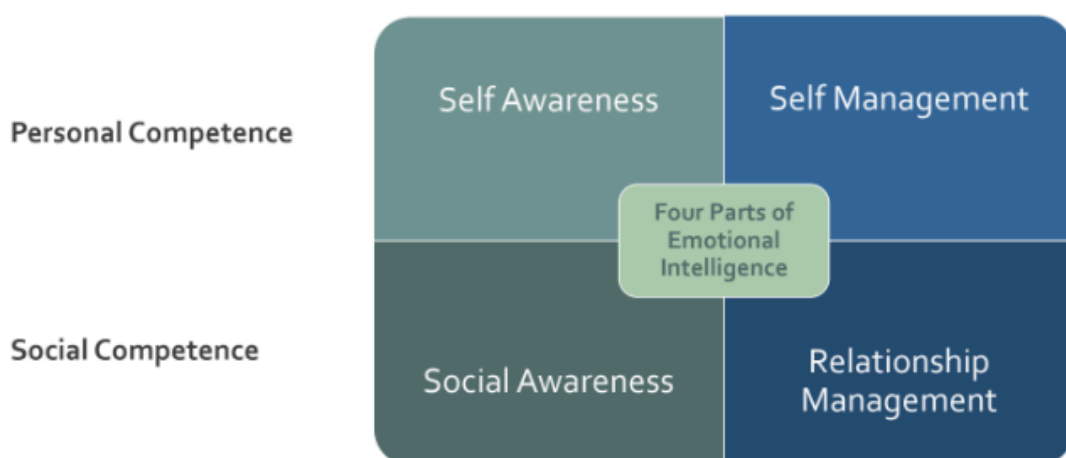 Self Awareness
Self Management
Personal Competence
Four Parts of
Emotional
Intelligence
Social Competence
Social Awareness
Relationship
Management